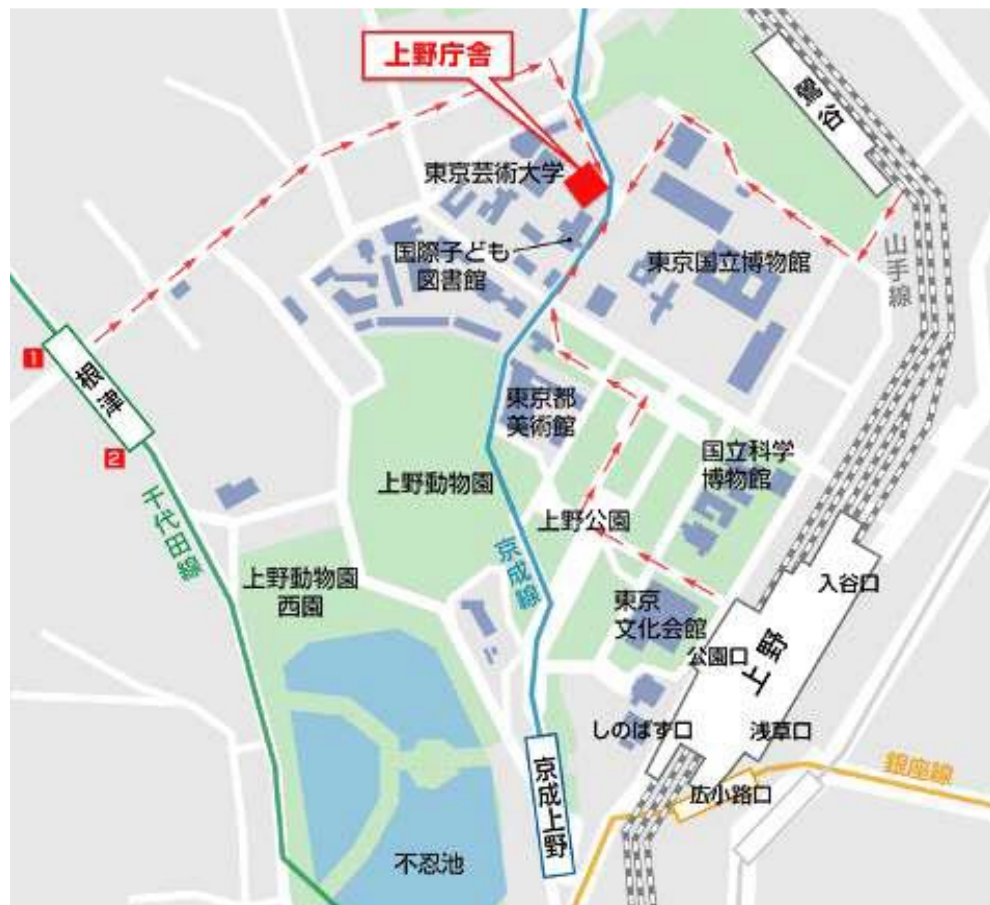 上野庁舎
鶯谷
東京芸術大学
国際子ども
図書館
東京国立博物館
山手線
1
根津
2
東京都
美術館
国立科学
博物館
上野動物園
上野公園
千代田線
京成線
上野動物園
西園
東京
文化会館
入谷口
公園口
上野
しのばず口
浅草口
銀座線
広小路口
京成上野
不忍池